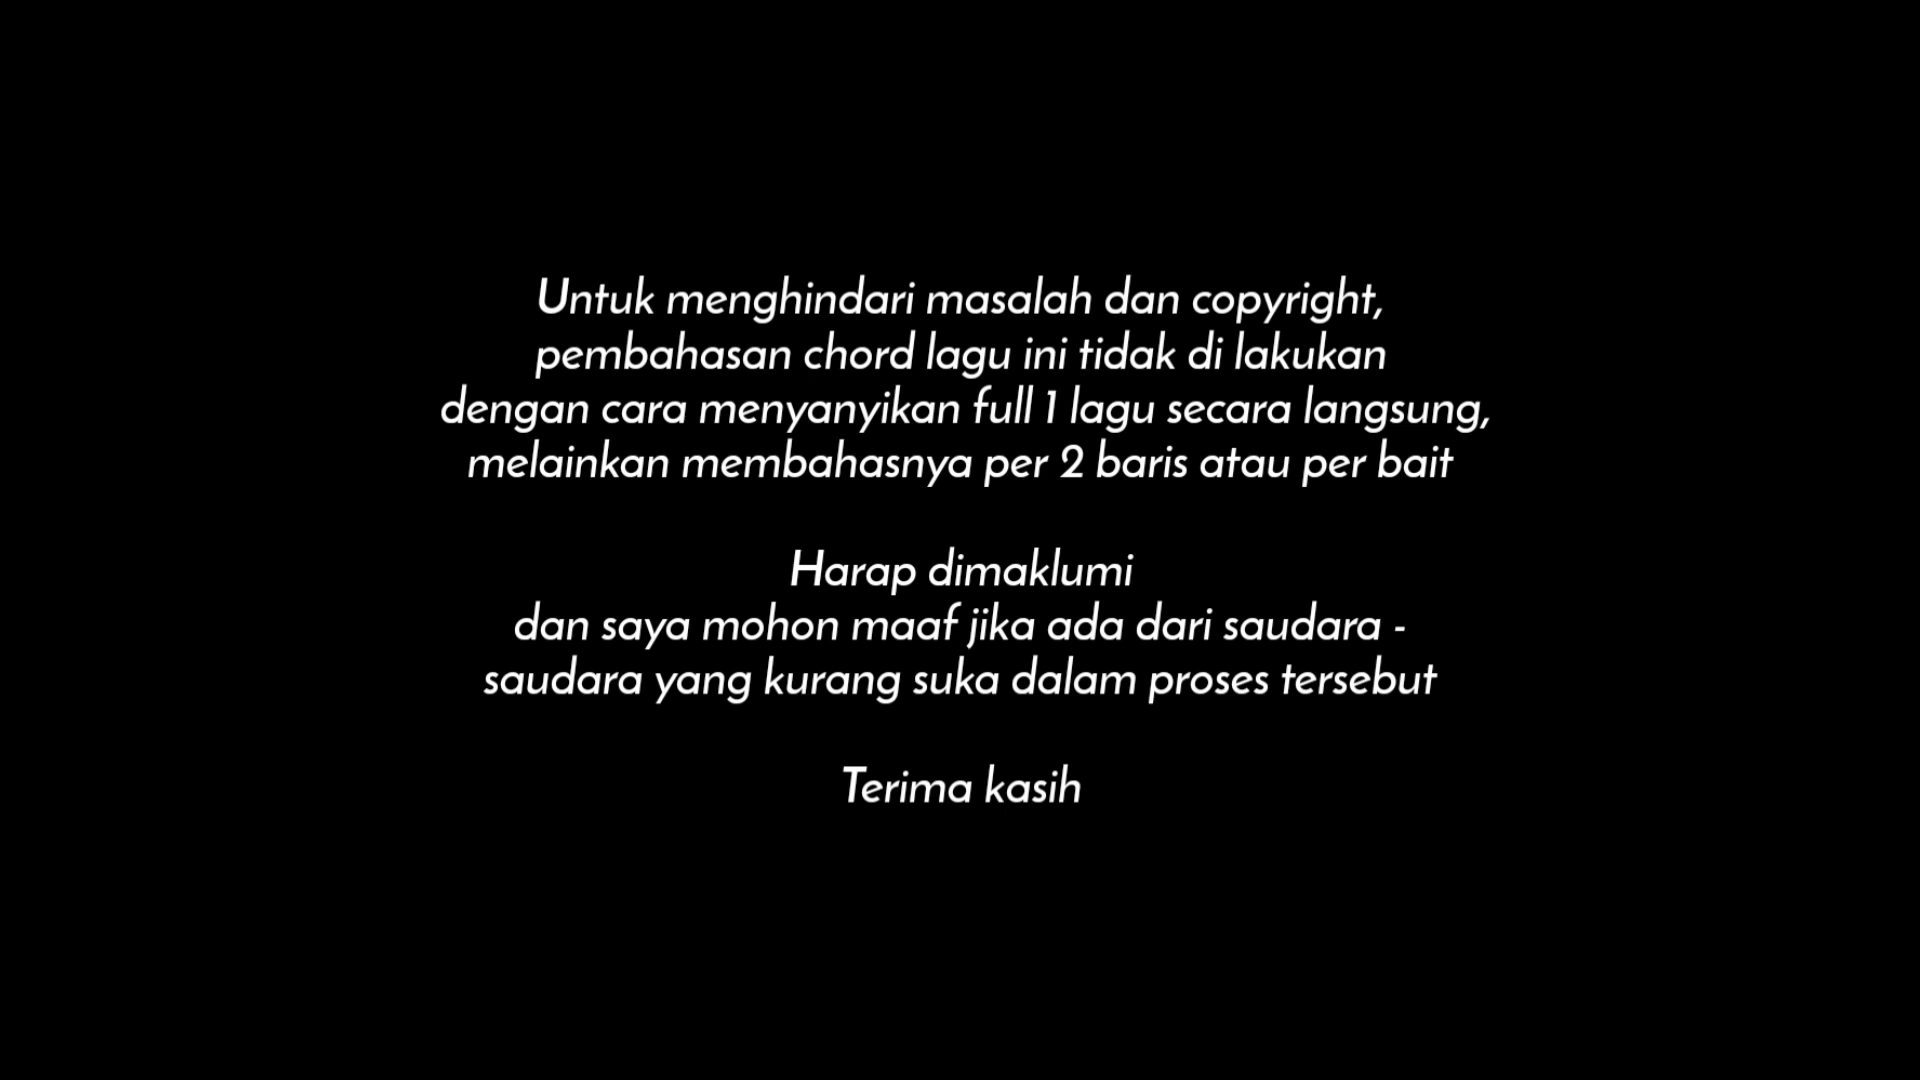 Untuk menghindari masalah dan copyright,
pembahasan chord lagu ini tidak di lakukan
dengan cara menyanyikan full 1 lagu secara langsung,
melainkan membahasnya per 2 baris atau per bait
Harap dimaklumi
dan saya mohon maaf jika ada dari saudara -
saudara yang kurang suka dalam proses tersebut
Terima kasih